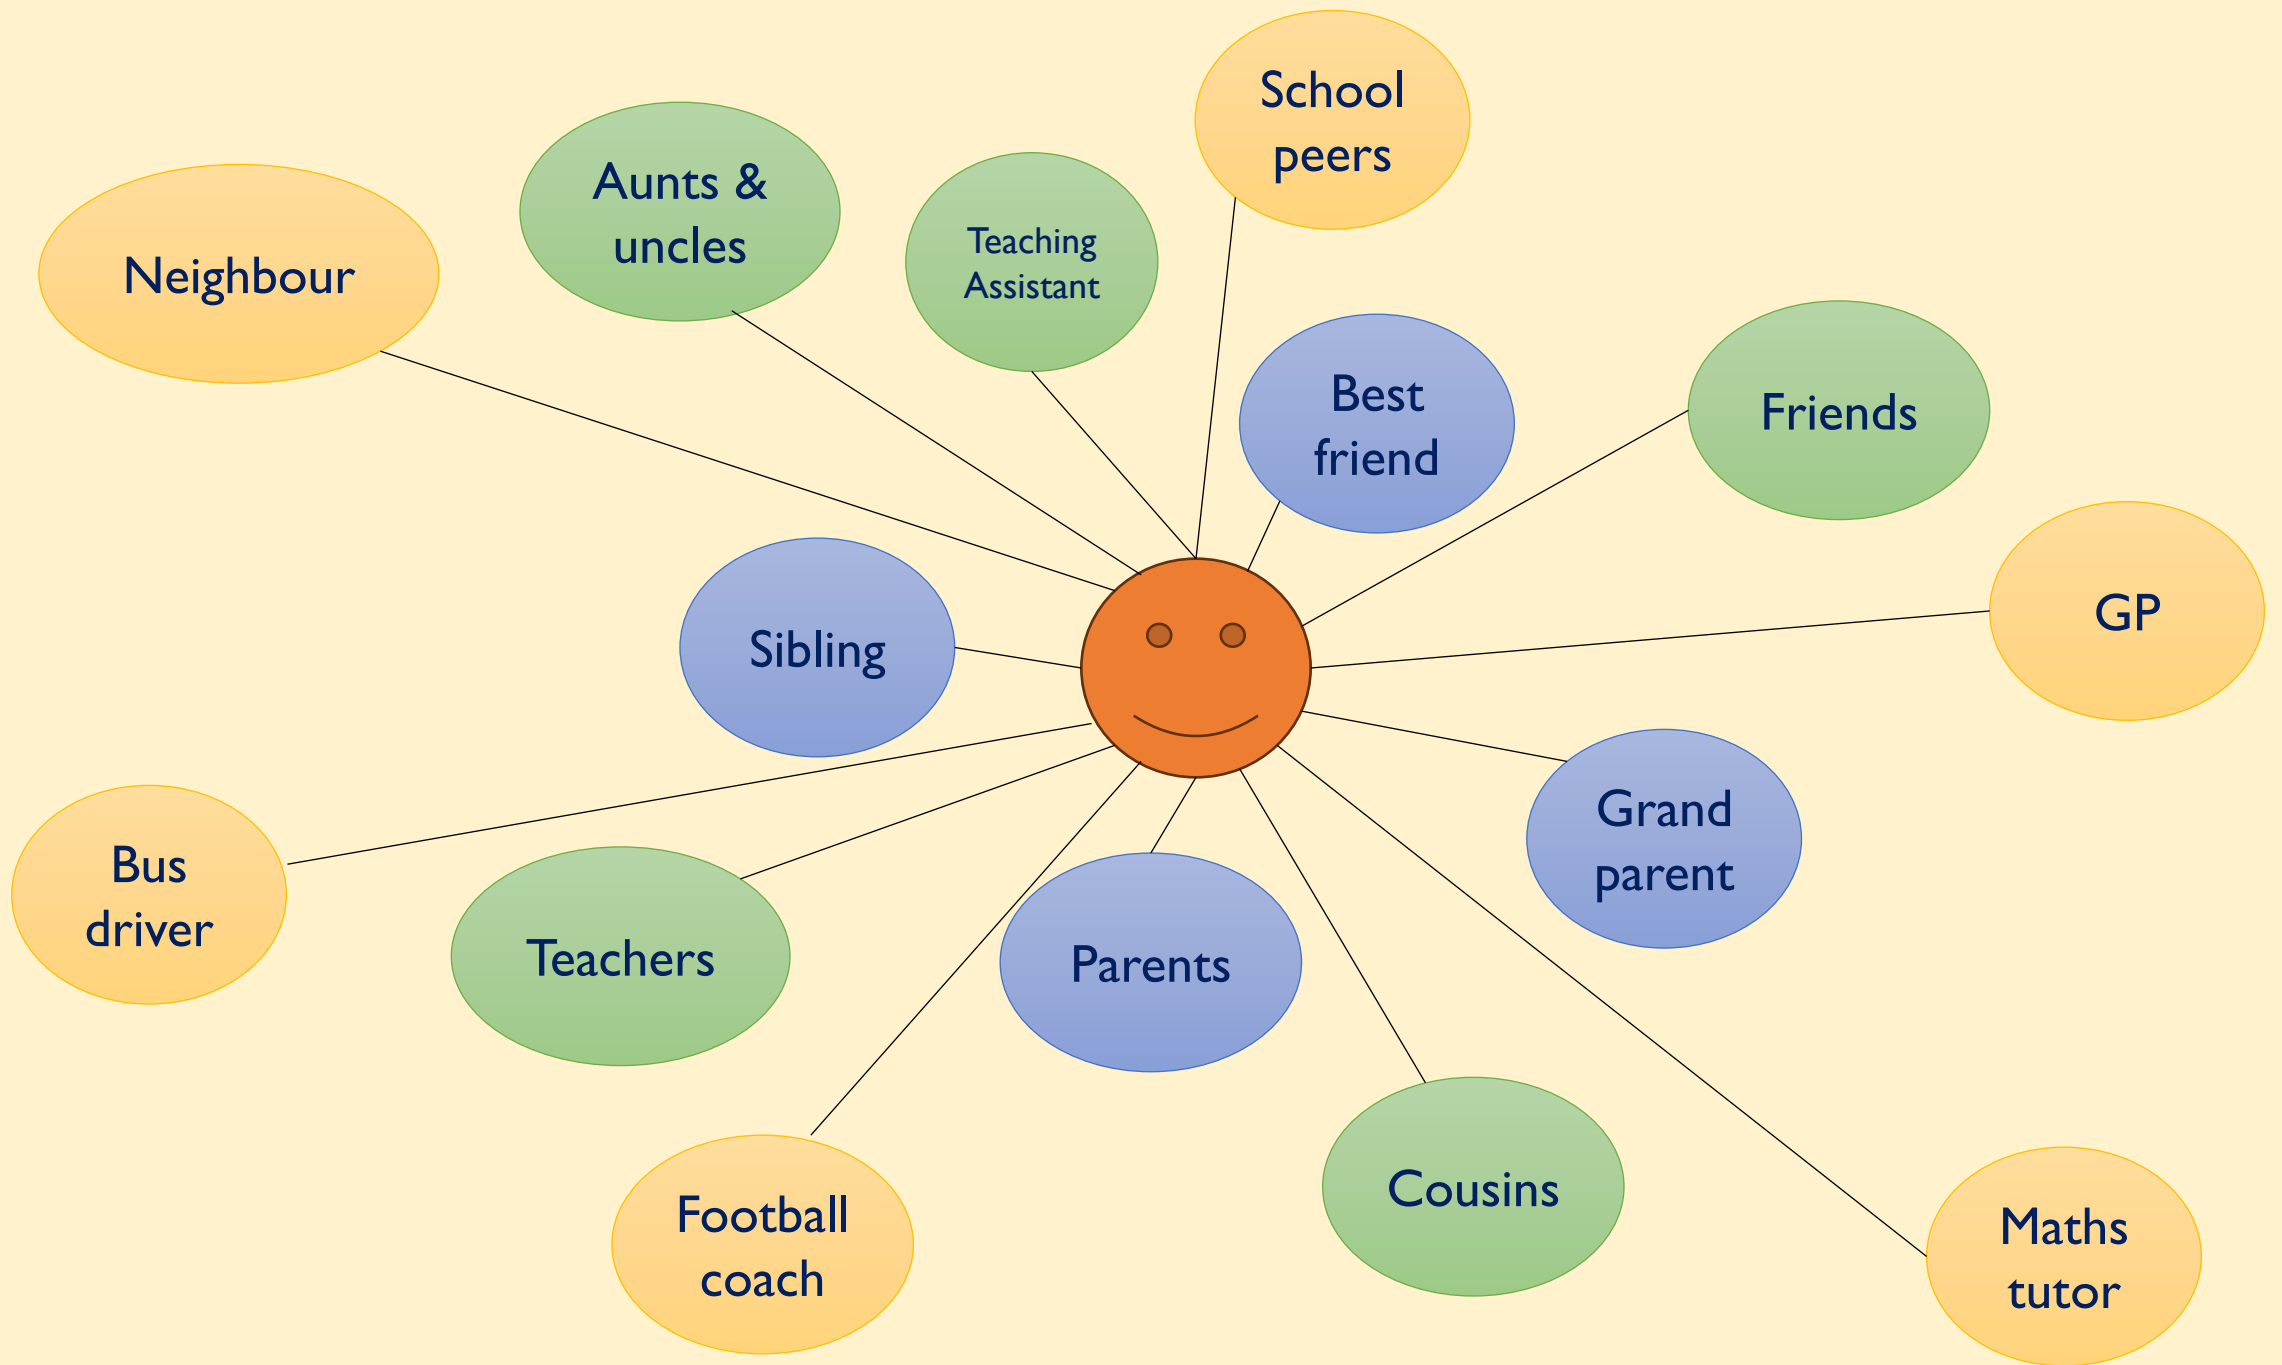 School
peers
Aunts &
uncles
Teaching
Assistant
Neighbour
Best
friend
Friends
GP
Sibling
Grand
parent
Bus
driver
Teachers
Parents
Cousins
Football
coach
Maths
tutor